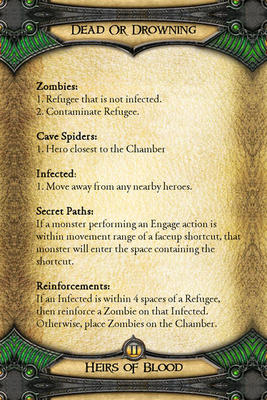 Dead Or Drowning
Zombies:
1. Refugee that is not infected.
2. Contaminate Refugee.
Cave Spiders:
1. Hero closest to the Chamber
Infected:
1. Move away from any nearby heroes.
Secret Paths:
If a monster performing an Engage action is
within movement range of a faceup shortcut, that
monster will enter the space containing the
shortcut.
Reinforcements:
If an Infected is within 4 spaces of a Refugee,
then reinforce a Zombie on that Infected.
Otherwise, place Zombies on the Chamber.
II
Heirs of Blood